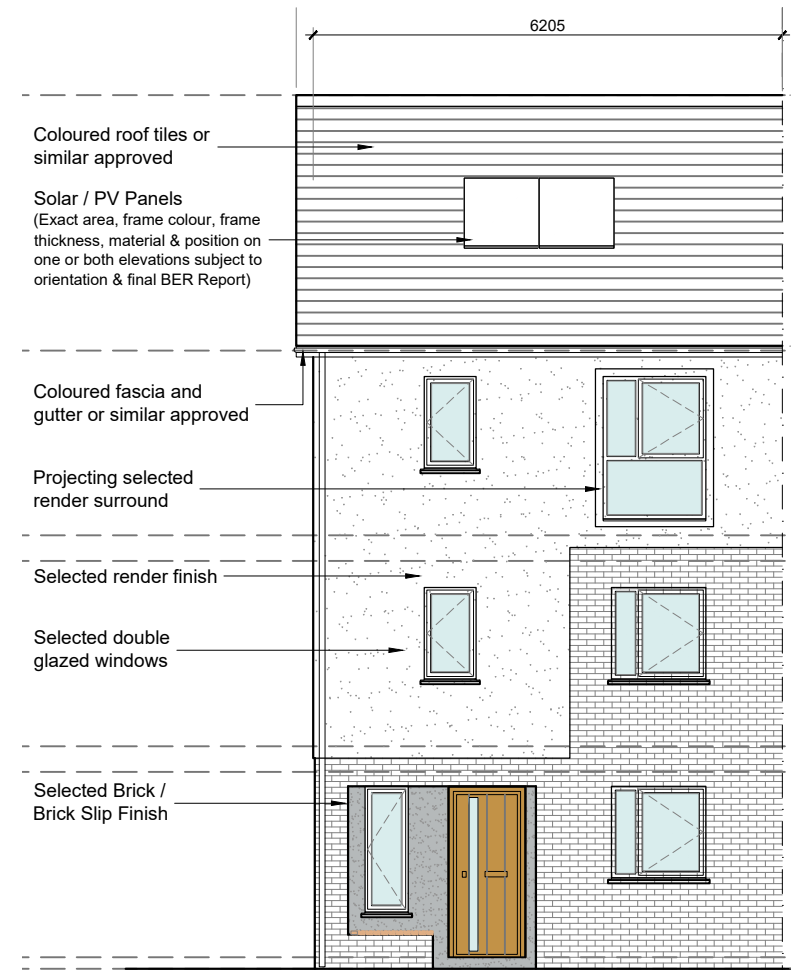 6205
Coloured roof tiles or
similar approved
Solar / PV Panels
(Exact area, frame colour, frame
thickness, material & position on
one or both elevations subject to
orientation & final BER Report)
Coloured fascia and
gutter or similar approved
Projecting selected
render surround
Selected render finish
Selected double
glazed windows
Selected Brick /
Brick Slip Finish